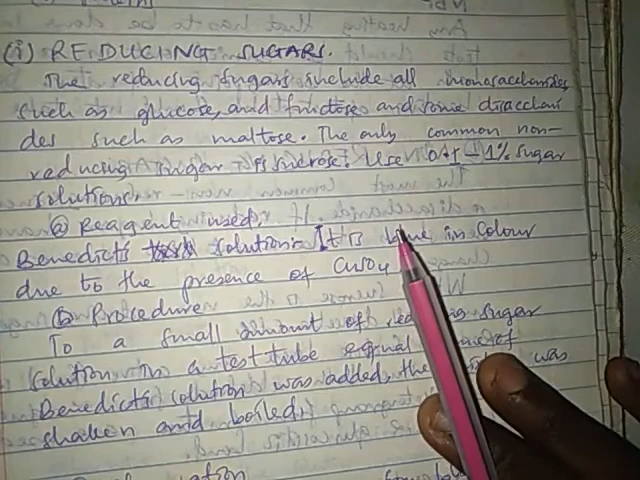 (i) REDUCING SUGARS.
The reducing sugars include all monosaccharides
such as glucose, and fructose and some disacchari
des such as maltose. The only common non-
reducing sugar is sucrose. Use 0.1 – 1% sugar
solutions.
(a) Reagent used:
Benedict's solution: It is blue in colour
due to the presence of CuSO4
(b) Procedure
To a small amount of reducing sugar
solution in a test tube equal of
Benedict's solution was added, the was
shaken and boiled.